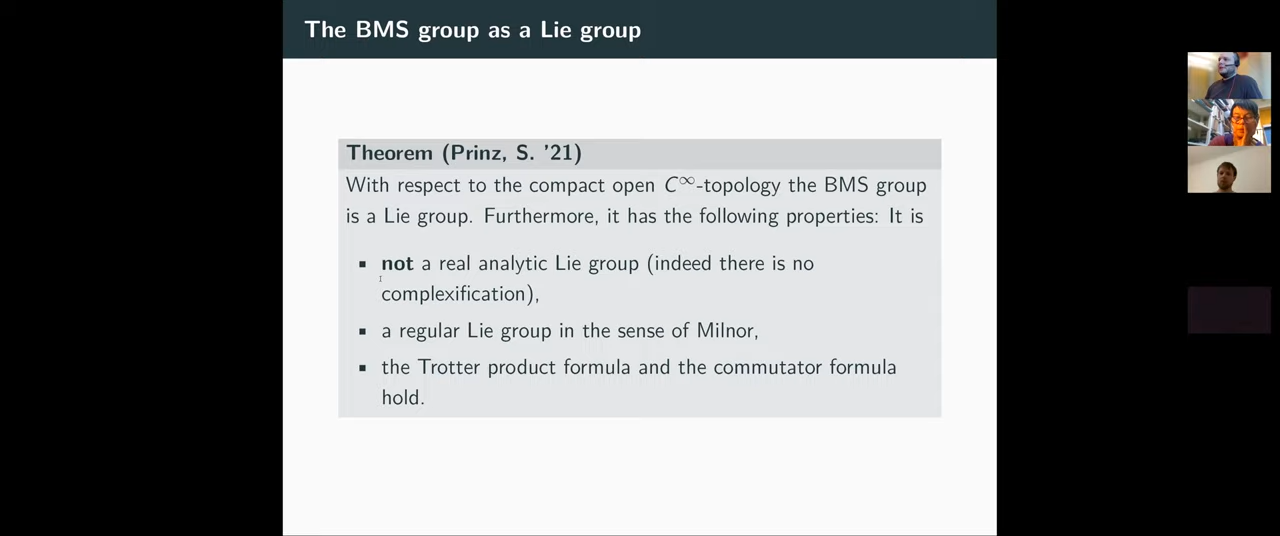 The BMS group as a Lie group
Theorem (Prinz, S. '21)
With respect to the compact open C∞-topology the BMS group
is a Lie group. Furthermore, it has the following properties: It is
▪ not a real analytic Lie group (indeed there is no
complexification),
▪ a regular Lie group in the sense of Milnor,
▪ the Trotter product formula and the commutator formula
hold.